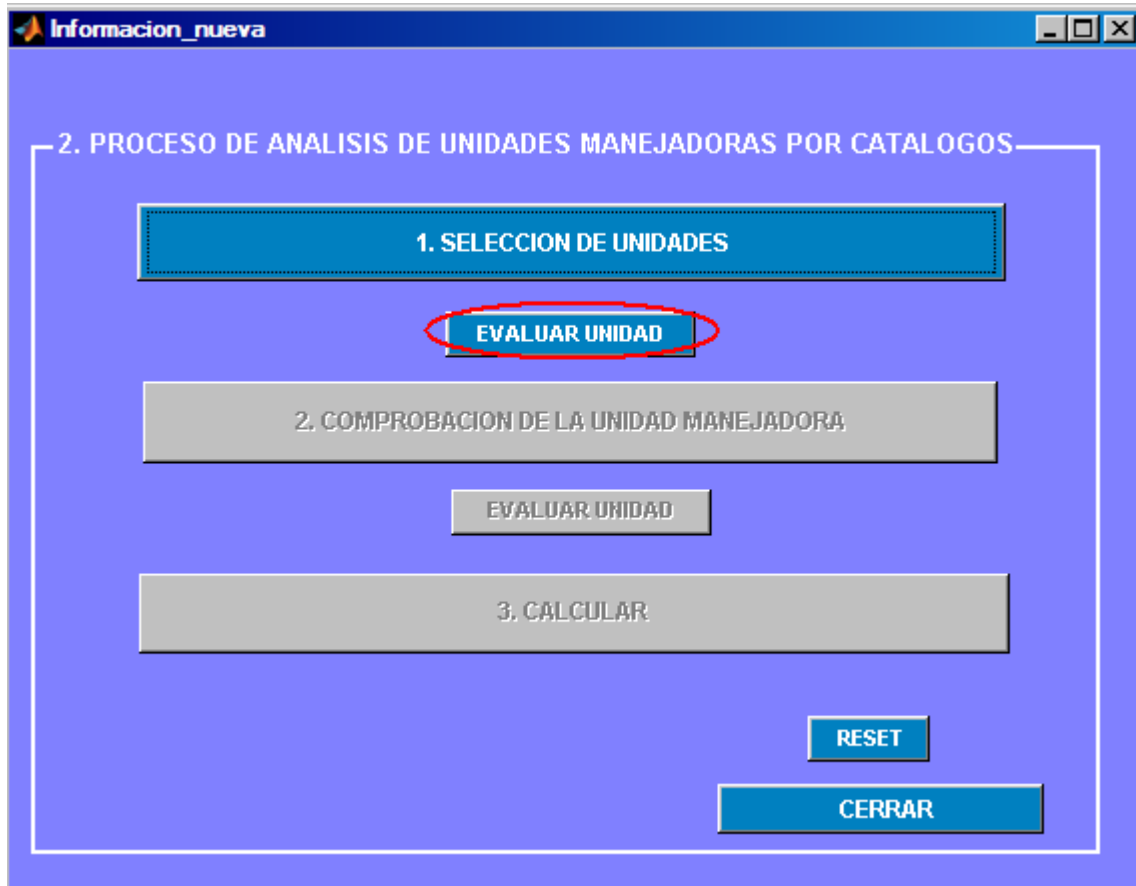 Informacion_nueva
2. PROCESO DE ANALISIS DE UNIDADES MANEJADORAS POR CATALOGOS
1. SELECCION DE UNIDADES
EVALUAR UNIDAD
2. COMPROBACION DE LA UNIDAD MANEJADORA
EVALUAR UNIDAD
3. CALCULAR
RESET
CERRAR